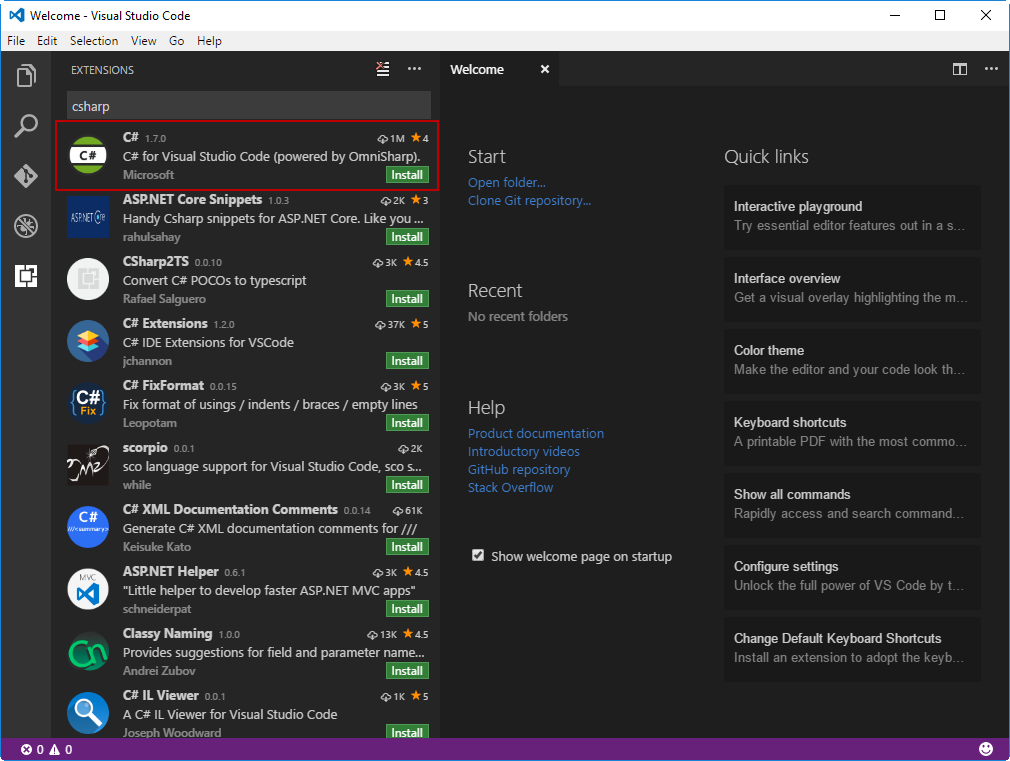 Welcome - Visual Studio Code
File Edit Selection View Go Help
EXTENSIONS
csharp
C# 1.7.0 1M 4
C# for Visual Studio Code (powered by OmniSharp).
Microsoft Install
ASP.NET Core
ASP.NET Core Snippets 1.0.3 2K 3
Handy Csharp snippets for ASP.NET Core. Like you ...
rahulsahay Install
CSharp2TS 0.0.10 3K 4.5
Convert C# POCOs to typescript
Rafael Salguero Install
C# Extensions 1.2.0 37K 5
C# IDE Extensions for VSCode
jchannon Install
{C#}
Fix
C# FixFormat 0.0.15 3K 5
Fix format of usings / indents / braces / empty lines
Leopotam Install
scorpio 0.0.1 2K
sco language support for Visual Studio Code, sco s...
while Install
C#
///<summary>
C# XML Documentation Comments 0.0.14 61K
Generate C# XML documentation comments for ///
Keisuke Kato Install
MVC
ASP.NET Helper 0.6.1 3K 4.5
"Little helper to develop faster ASP.NET MVC apps"
schneiderpat Install
Cn
Classy Naming 1.0.0 13K 4.5
Provides suggestions for field and parameter name...
Andrei Zubov Install
C# IL Viewer 0.0.1 1K 5
A C# IL Viewer for Visual Studio Code
Joseph Woodward Install
Welcome
Start
Open folder...
Clone Git repository...
Recent
No recent folders
Help
Product documentation
Introductory videos
GitHub repository
Stack Overflow
Show welcome page on startup
Quick links
Interactive playground
Try essential editor features out in a s...
Interface overview
Get a visual overlay highlighting the m...
Color theme
Make the editor and your code look th...
Keyboard shortcuts
A printable PDF with the most commo...
Show all commands
Rapidly access and search command...
Configure settings
Unlock the full power of VS Code by t...
Change Default Keyboard Shortcuts
Install an extension to adopt the keyb...
0 0